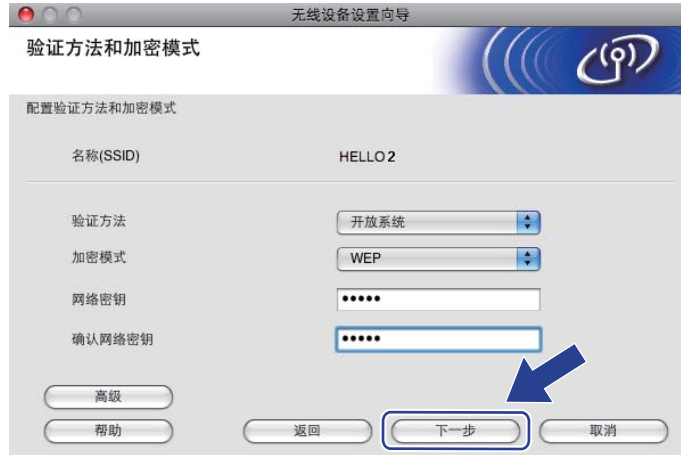 无线设备设置向导
验证方法和加密模式
配置验证方法和加密模式
名称(SSID) HELLO2
验证方法 开放系统
加密模式 WEP
网络密钥 •••••
确认网络密钥 •••••
高级
帮助 返回 下一步 取消